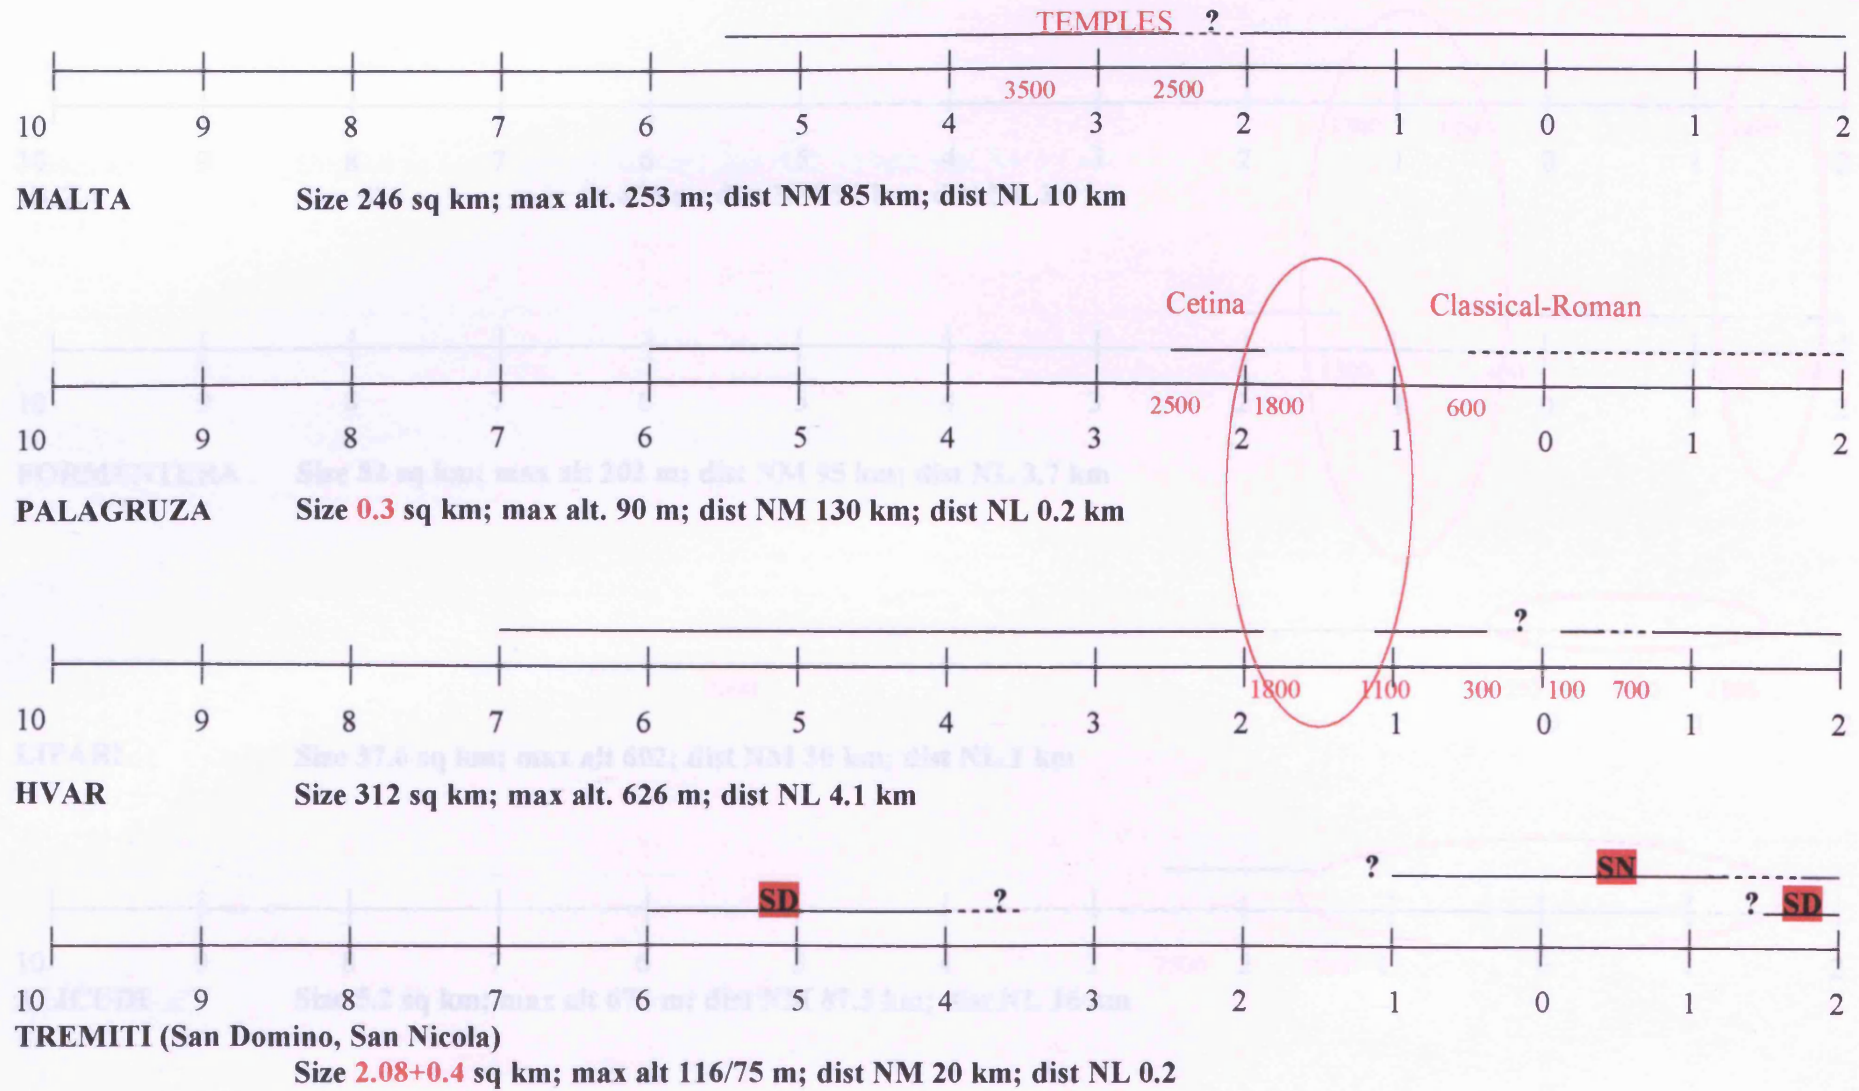 TEMPLES ?
3500 2500
10 9 8 7 6 5 4 3 2 1 0 1 2
MALTA Size 246 sq km; max alt. 253 m; dist NM 85 km; dist NL 10 km
Cetina Classical-Roman
2500 1800 600
10 9 8 7 6 5 4 3 2 1 0 1 2
PALAGRUZA Size 0.3 sq km; max alt. 90 m; dist NM 130 km; dist NL 0.2 km
?
1800 1100 300 100 700
10 9 8 7 6 5 4 3 2 1 0 1 2
HVAR Size 312 sq km; max alt. 626 m; dist NL 4.1 km
? SN
SD ? ? SD
10 9 8 7 6 5 4 3 2 1 0 1 2
TREMITI (San Domino, San Nicola)
Size 2.08+0.4 sq km; max alt 116/75 m; dist NM 20 km; dist NL 0.2